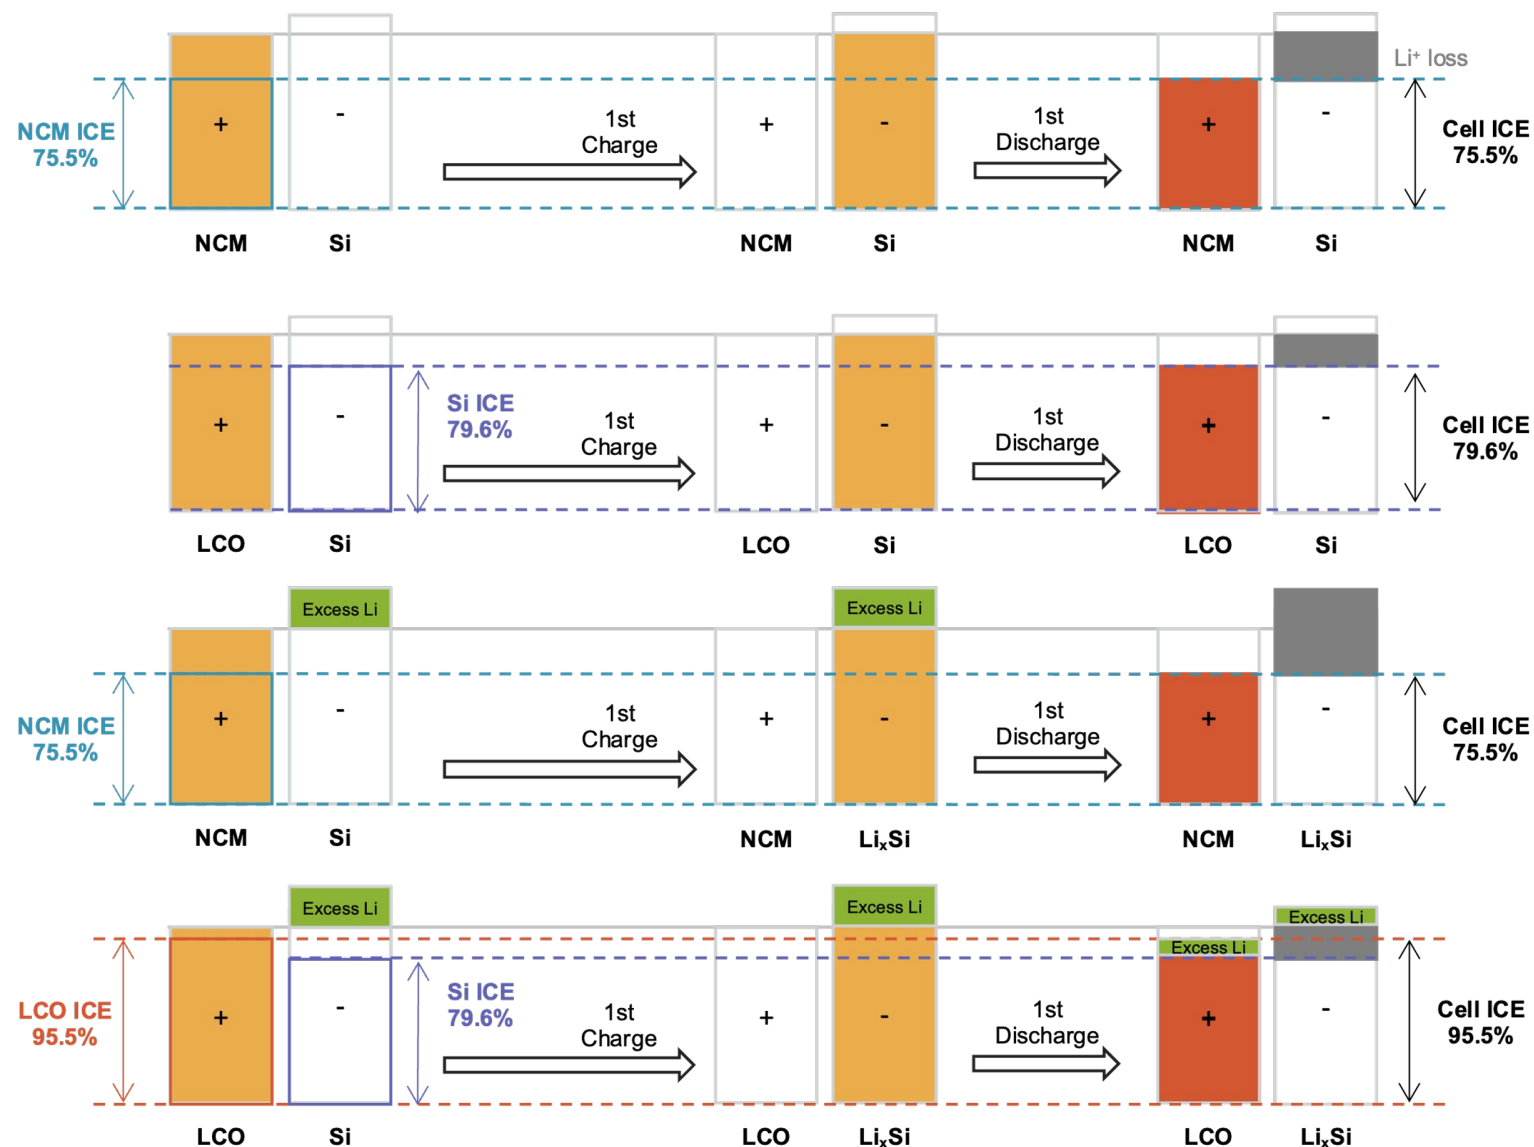 Li⁺ loss
NCM ICE
75.5%
+
-
1st
Charge
+
-
1st
Discharge
+
-
Cell ICE
75.5%
NCM
Si
NCM
Si
NCM
Si
+
-
Si ICE
79.6%
1st
Charge
+
-
1st
Discharge
+
-
Cell ICE
79.6%
LCO
Si
LCO
Si
LCO
Si
Excess Li
Excess Li
NCM ICE
75.5%
+
-
1st
Charge
+
-
1st
Discharge
+
-
Cell ICE
75.5%
NCM
Si
NCM
LiₓSi
NCM
LiₓSi
Excess Li
Excess Li
Excess Li
Excess Li
LCO ICE
95.5%
+
-
Si ICE
79.6%
1st
Charge
+
-
1st
Discharge
+
-
Cell ICE
95.5%
LCO
Si
LCO
LiₓSi
LCO
LiₓSi